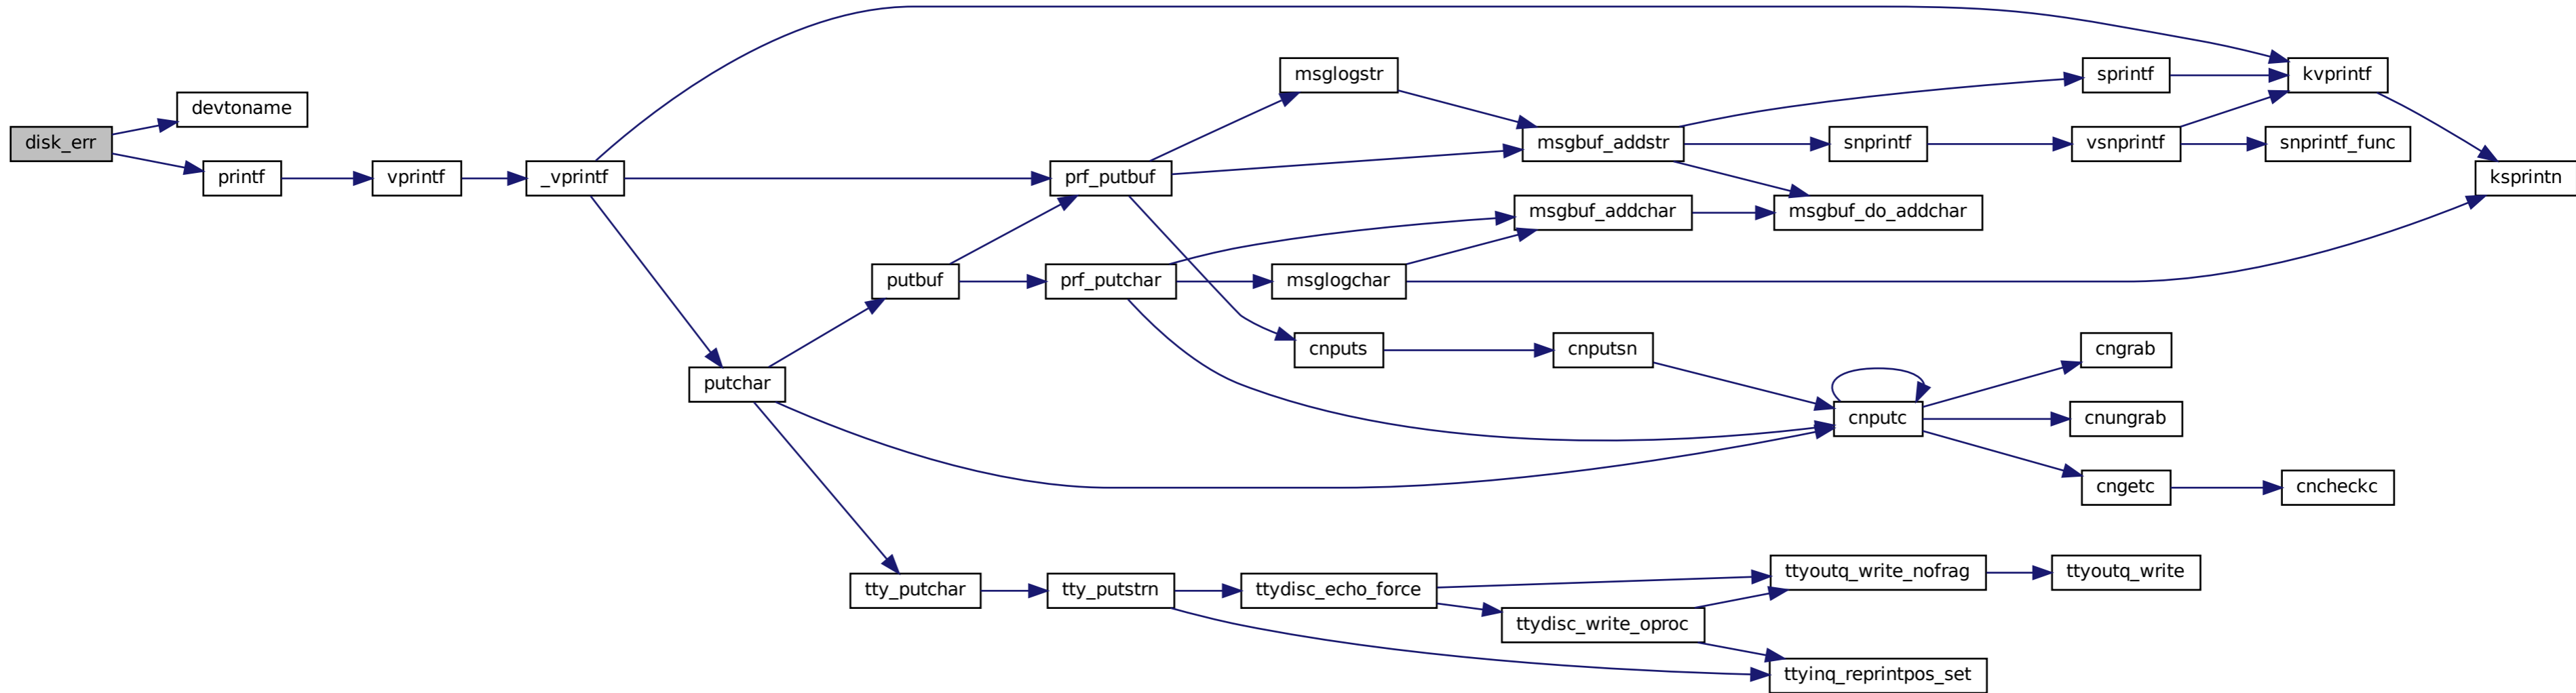 disk_err
devtoname
printf
vprintf
_vprintf
putchar
putbuf
tty_putchar
prf_putbuf
prf_putchar
tty_putstrn
msglogstr
msglogchar
cnputs
ttydisc_echo_force
msgbuf_addstr
msgbuf_addchar
cnputsn
ttydisc_write_oproc
snprintf
msgbuf_do_addchar
cnputc
ttyoutq_write_nofrag
ttyinq_reprintpos_set
sprintf
vsnprintf
cngrab
cnungrab
cngetc
ttyoutq_write
kvprintf
snprintf_func
cncheckc
ksprintn